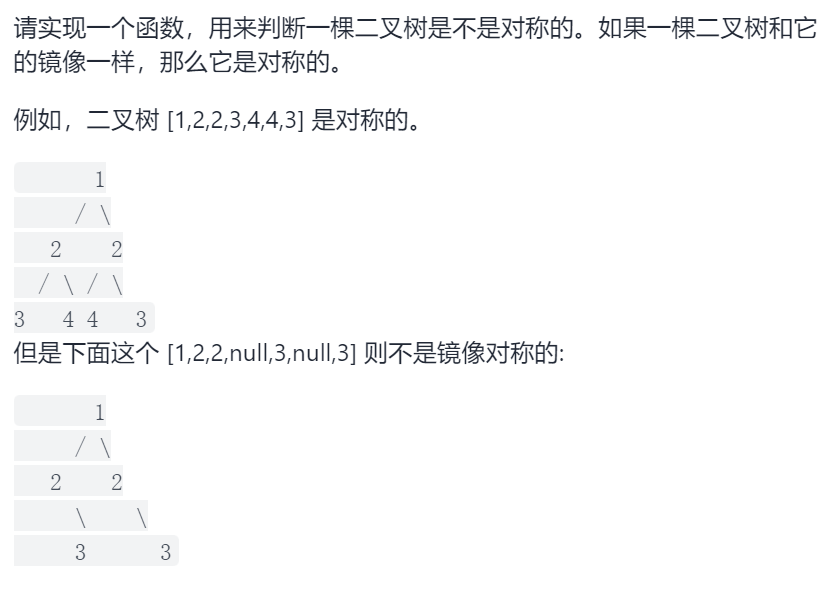 请实现一个函数，用来判断一棵二叉树是不是对称的。如果一棵二叉树和它
的镜像一样，那么它是对称的。
例如，二叉树 [1,2,2,3,4,4,3] 是对称的。
1
/ \
2 2
/ \ / \
3 4 4 3
但是下面这个 [1,2,2,null,3,null,3] 则不是镜像对称的:
1
/ \
2 2
\ \
3 3